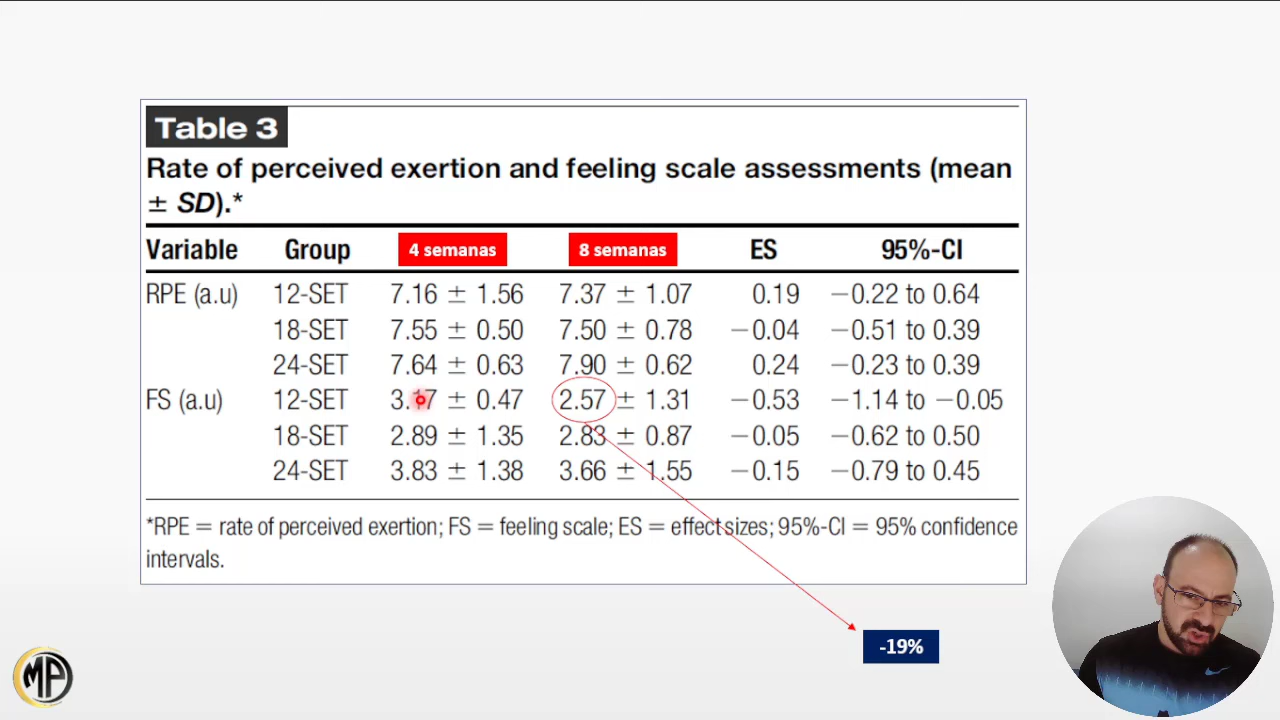 Table 3
Rate of perceived exertion and feeling scale assessments (mean
± SD).*
Variable Group 4 semanas 8 semanas ES 95%-CI
RPE (a.u) 12-SET 7.16 ± 1.56 7.37 ± 1.07 0.19 −0.22 to 0.64
18-SET 7.55 ± 0.50 7.50 ± 0.78 −0.04 −0.51 to 0.39
24-SET 7.64 ± 0.63 7.90 ± 0.62 0.24 −0.23 to 0.39
FS (a.u) 12-SET 3.17 ± 0.47 2.57 ± 1.31 −0.53 −1.14 to −0.05
18-SET 2.89 ± 1.35 2.83 ± 0.87 −0.05 −0.62 to 0.50
24-SET 3.83 ± 1.38 3.66 ± 1.55 −0.15 −0.79 to 0.45
*RPE = rate of perceived exertion; FS = feeling scale; ES = effect sizes; 95%-CI = 95% confidence
intervals.
-19%
MP